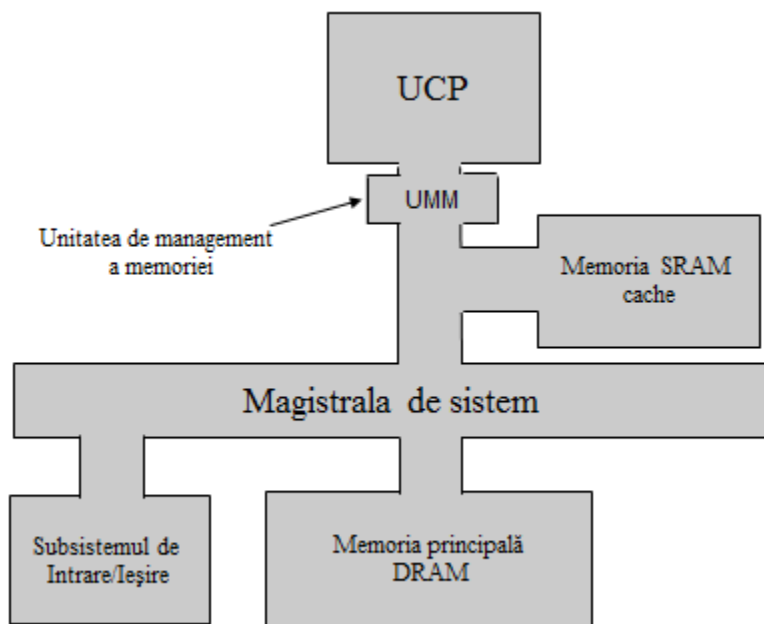 UCP
UMM
Unitatea de management
a memoriei
Memoria SRAM
cache
Magistrala de sistem
Subsistemul de
Intrare/Ieşire
Memoria principală
DRAM